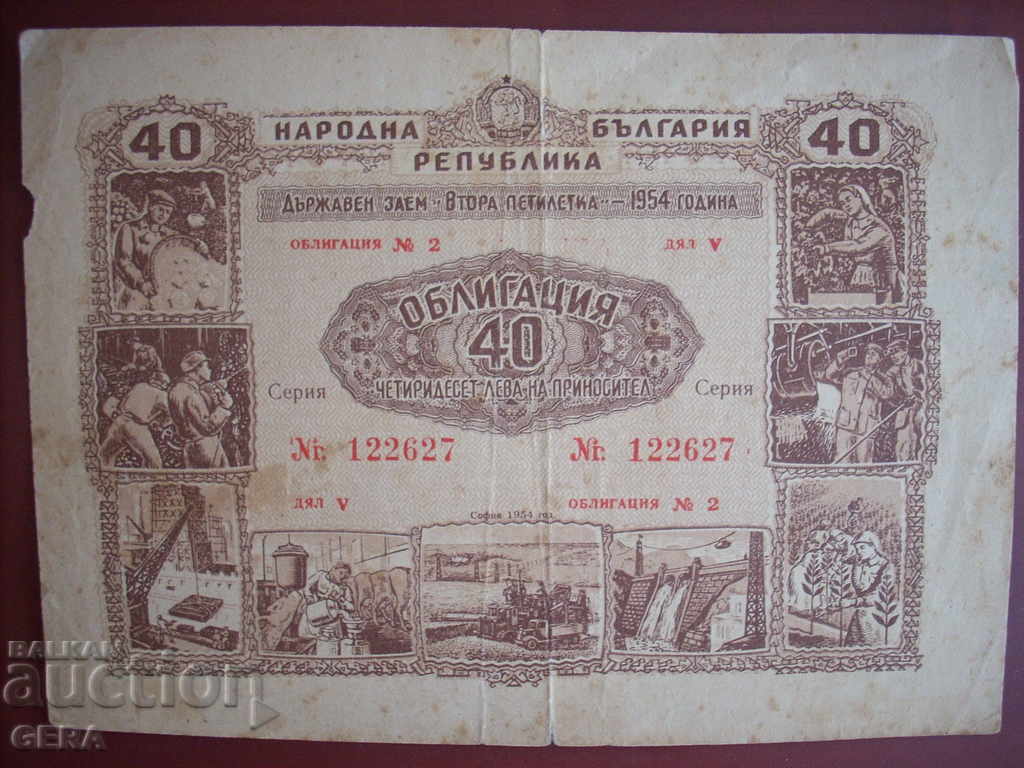 40 НАРОДНА БЪЛГАРИЯ 40
РЕПУБЛИКА
ДЪРЖАВЕН ЗАЕМ „ВТОРА ПЕТИЛЕТКА“ – 1954 ГОДИНА
ОБЛИГАЦИЯ № 2 ДЯЛ V
ОБЛИГАЦИЯ
40
ЧЕТИРИДЕСЕТ ЛЕВА НА ПРИНОСИТЕЛ
Серия Серия
№ 122627 № 122627
ДЯЛ V ОБЛИГАЦИЯ № 2
София 1954 год.
BALKAN
auction
GERA